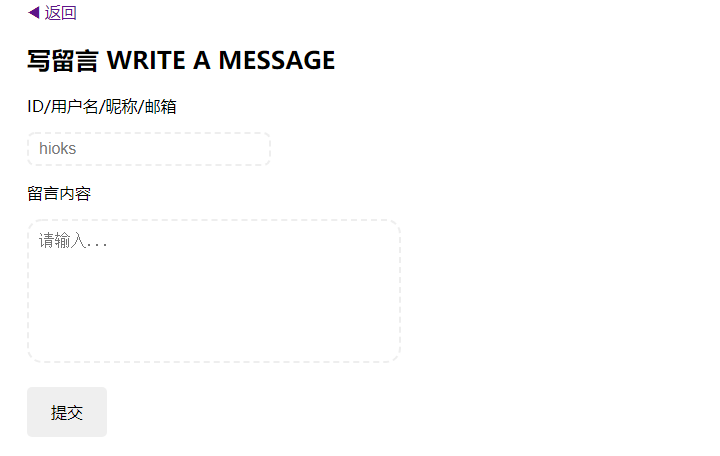 ◀ 返回
写留言 WRITE A MESSAGE
ID/用户名/昵称/邮箱
hioks
留言内容
请输入...
提交